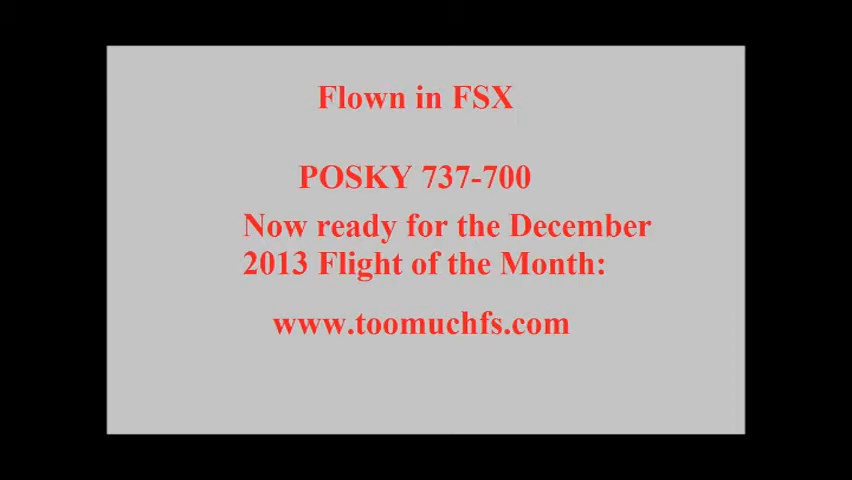 Flown in FSX
POSKY 737-700
Now ready for the December
2013 Flight of the Month:
www.toomuchfs.com